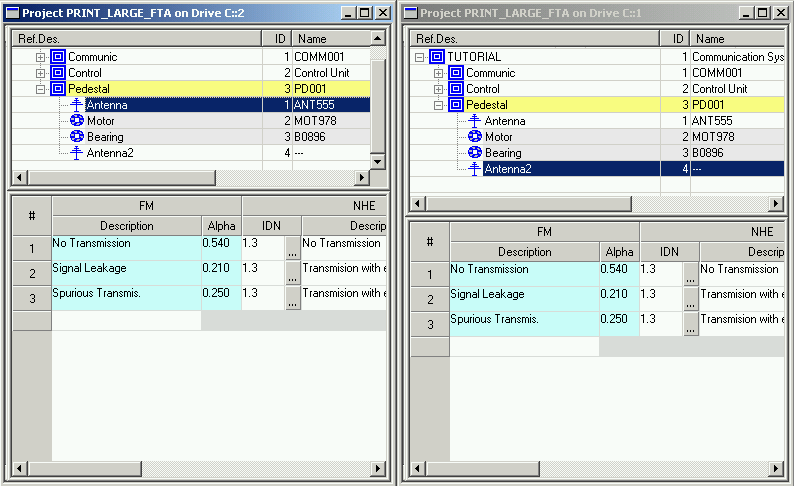 Project PRINT_LARGE_FTA on Drive C::2
Ref.Des. ID Name
Communic 1 COMM001
Control 2 Control Unit
Pedestal 3 PD001
Antenna 1 ANT555
Motor 2 MOT978
Bearing 3 B0896
Antenna2 4 ---
# FM NHE
Description Alpha IDN Descrip
1 No Transmission 0.540 1.3 ... No Transmission
2 Signal Leakage 0.210 1.3 ... Transmision with e
3 Spurious Transmis. 0.250 1.3 ... Transmision with e
Project PRINT_LARGE_FTA on Drive C::1
Ref.Des. ID Name
TUTORIAL 1 Communication Sys
Communic 1 COMM001
Control 2 Control Unit
Pedestal 3 PD001
Antenna 1 ANT555
Motor 2 MOT978
Bearing 3 B0896
Antenna2 4 ---
# FM NHE
Description Alpha IDN Descrip
1 No Transmission 0.540 1.3 ... No Transmission
2 Signal Leakage 0.210 1.3 ... Transmision with e
3 Spurious Transmis. 0.250 1.3 ... Transmision with e